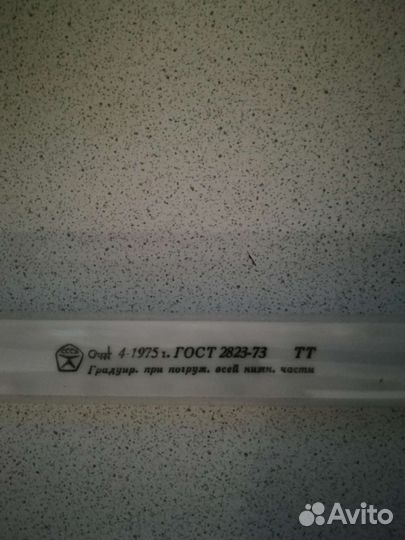 4-1975 г. ГОСТ 2823-73 ТТ
Градуир. при погруж. всей нижн. части
Avito